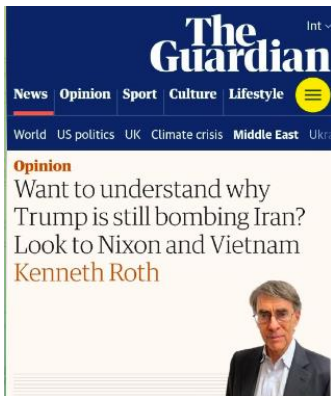 The
Guardian
Int
News Opinion Sport Culture Lifestyle
World US politics UK Climate crisis Middle East Ukr
Opinion
Want to understand why
Trump is still bombing Iran?
Look to Nixon and Vietnam
Kenneth Roth